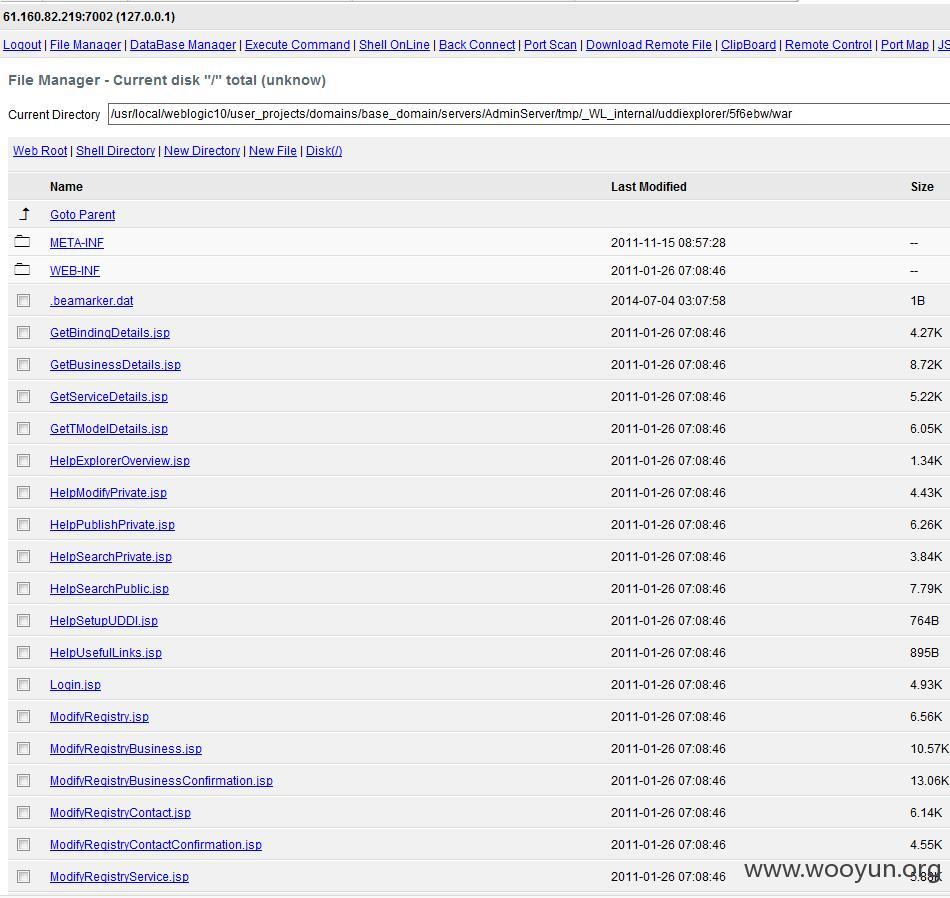 61.160.82.219:7002 (127.0.0.1)
Logout | File Manager | DataBase Manager | Execute Command | Shell OnLine | Back Connect | Port Scan | Download Remote File | ClipBoard | Remote Control | Port Map | JS
File Manager - Current disk "/" total (unknow)
Current Directory /usr/local/weblogic10/user_projects/domains/base_domain/servers/AdminServer/tmp/_WL_internal/uddiexplorer/5f6ebw/war
Web Root | Shell Directory | New Directory | New File | Disk(/)
Name Last Modified Size
Goto Parent
META-INF 2011-11-15 08:57:28 --
WEB-INF 2011-01-26 07:08:46 --
.beamarker.dat 2014-07-04 03:07:58 1B
GetBindingDetails.jsp 2011-01-26 07:08:46 4.27K
GetBusinessDetails.jsp 2011-01-26 07:08:46 8.72K
GetServiceDetails.jsp 2011-01-26 07:08:46 5.22K
GetTModelDetails.jsp 2011-01-26 07:08:46 6.05K
HelpExplorerOverview.jsp 2011-01-26 07:08:46 1.34K
HelpModifyPrivate.jsp 2011-01-26 07:08:46 4.43K
HelpPublishPrivate.jsp 2011-01-26 07:08:46 6.26K
HelpSearchPrivate.jsp 2011-01-26 07:08:46 3.84K
HelpSearchPublic.jsp 2011-01-26 07:08:46 7.79K
HelpSetupUDDI.jsp 2011-01-26 07:08:46 764B
HelpUsefulLinks.jsp 2011-01-26 07:08:46 895B
Login.jsp 2011-01-26 07:08:46 4.93K
ModifyRegistry.jsp 2011-01-26 07:08:46 6.56K
ModifyRegistryBusiness.jsp 2011-01-26 07:08:46 10.57K
ModifyRegistryBusinessConfirmation.jsp 2011-01-26 07:08:46 13.06K
ModifyRegistryContact.jsp 2011-01-26 07:08:46 6.14K
ModifyRegistryContactConfirmation.jsp 2011-01-26 07:08:46 4.55K
ModifyRegistryService.jsp 2011-01-26 07:08:46 5.88K
www.wooyun.org